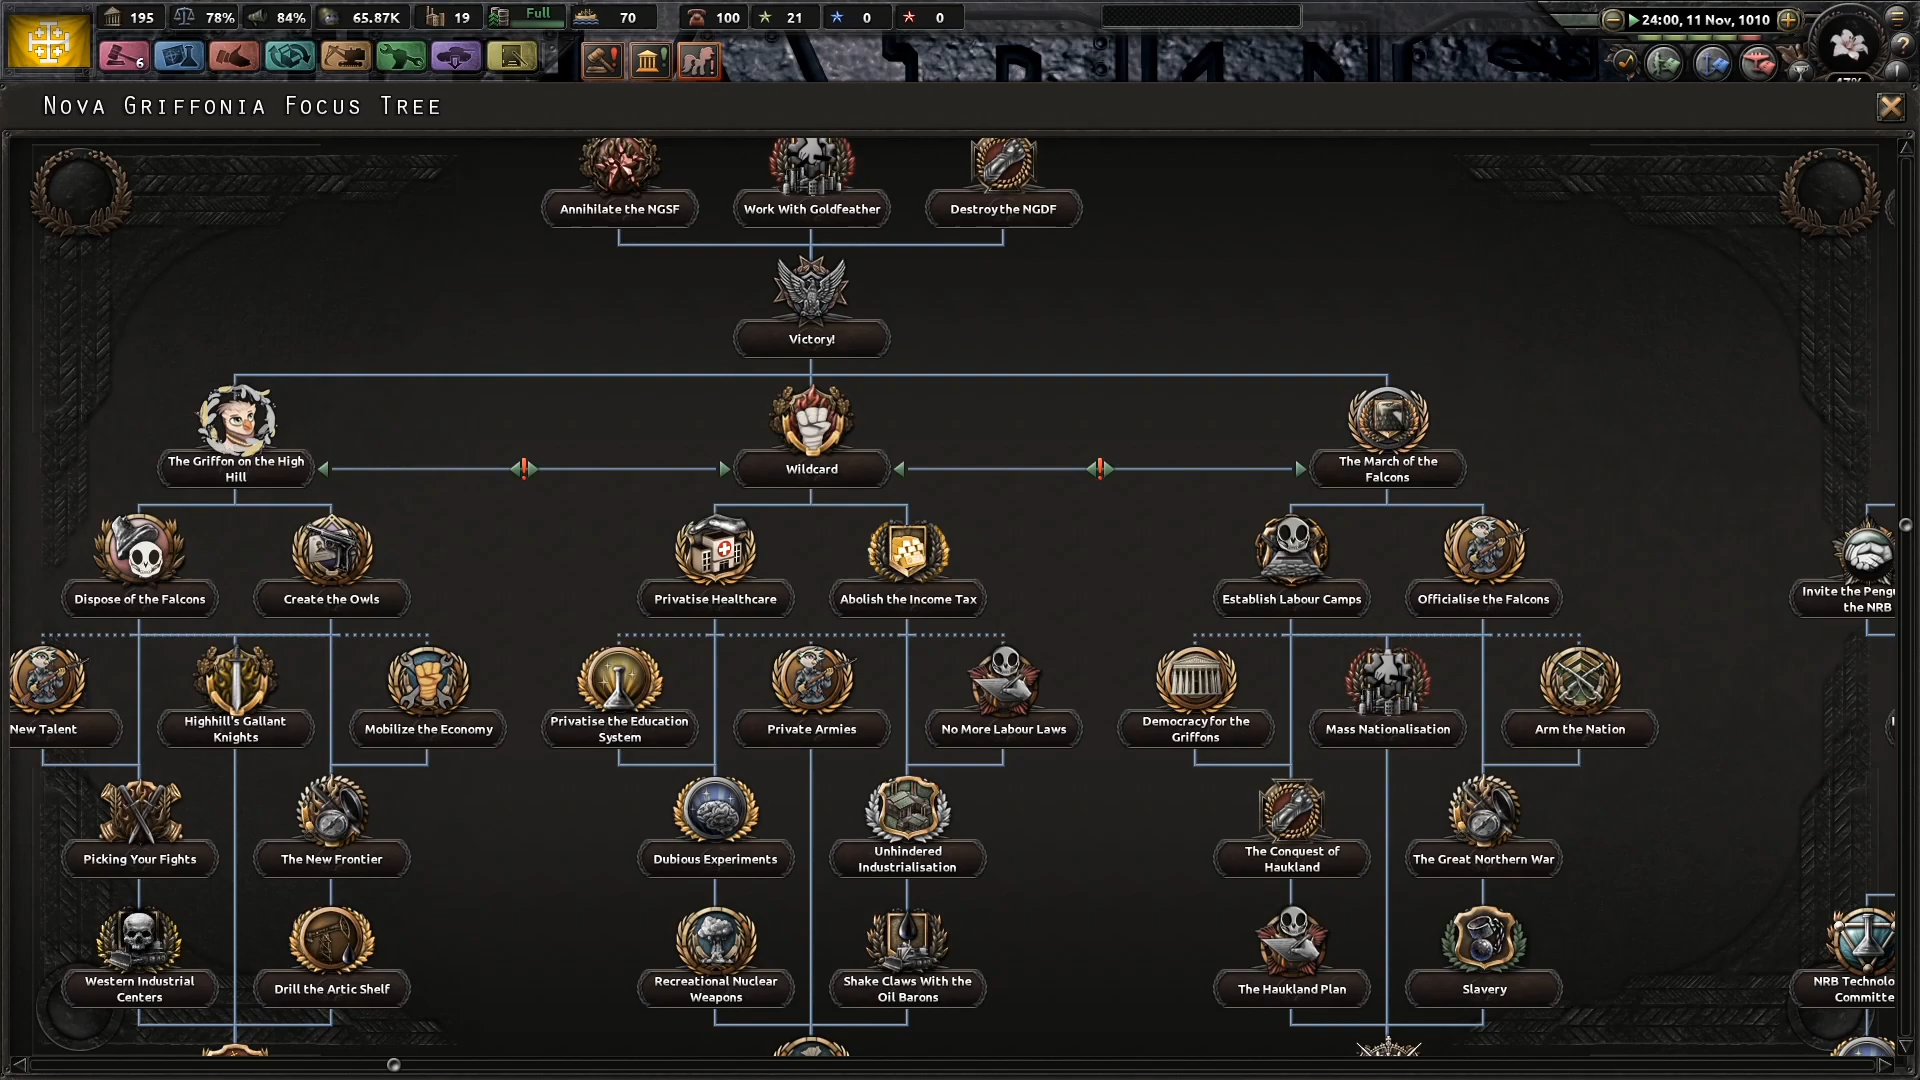 195
78%
84%
65.87K
19
Full
70
100
21
0
0
24:00, 11 Nov, 1010
6
47%
Nova Griffonia Focus Tree
Annihilate the NGSF
Work With Goldfeather
Destroy the NGDF
Victory!
The Griffon on the High
Hill
Wildcard
The March of the
Falcons
Dispose of the Falcons
Create the Owls
Privatise Healthcare
Abolish the Income Tax
Establish Labour Camps
Officialise the Falcons
Invite the Peng
the NRB
New Talent
Highhill's Gallant
Knights
Mobilize the Economy
Privatise the Education
System
Private Armies
No More Labour Laws
Democracy for the
Griffons
Mass Nationalisation
Arm the Nation
Picking Your Fights
The New Frontier
Dubious Experiments
Unhindered
Industrialisation
The Conquest of
Haukland
The Great Northern War
Western Industrial
Centers
Drill the Artic Shelf
Recreational Nuclear
Weapons
Shake Claws With the
Oil Barons
The Haukland Plan
Slavery
NRB Technolo
Committe